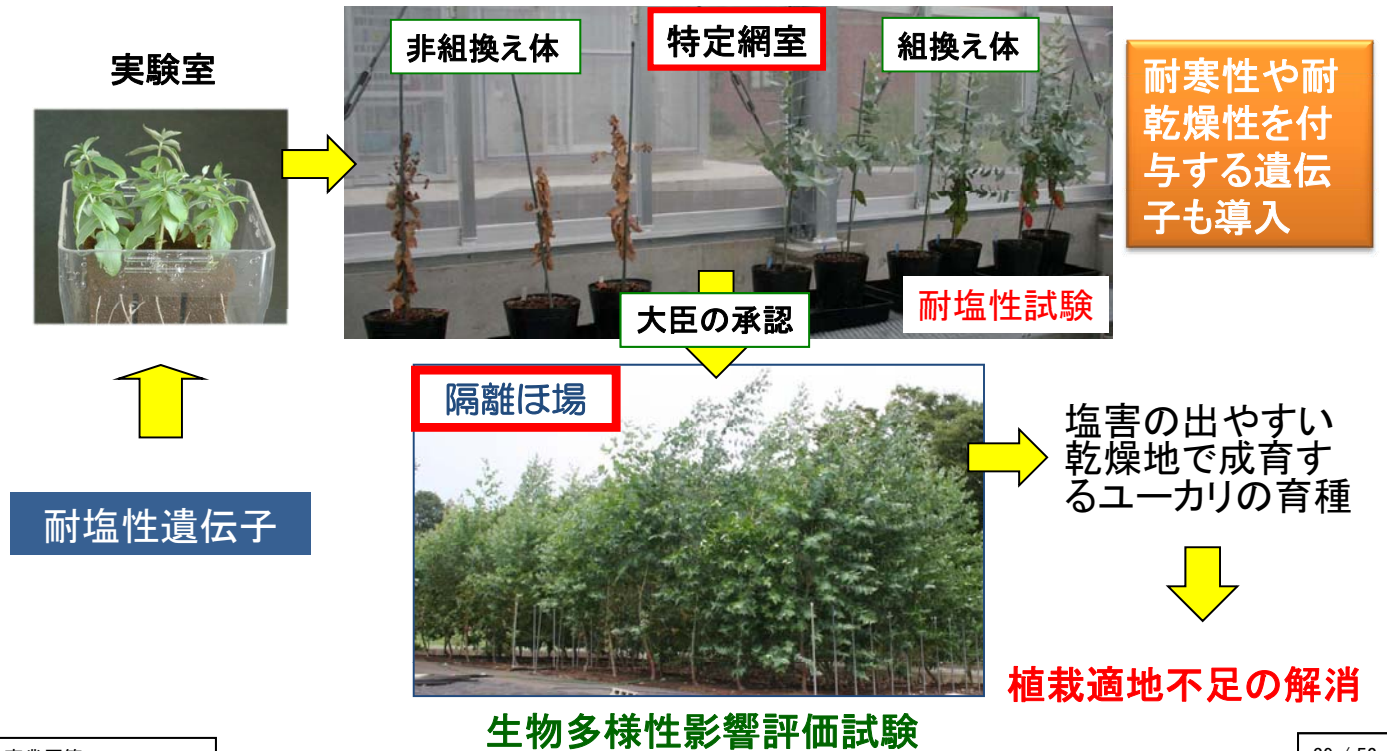 実験室
非組換え体
特定網室
組換え体
耐寒性や耐
乾燥性を付
与する遺伝
子も導入
耐塩性試験
大臣の承認
耐塩性遺伝子
隔離ほ場
塩害の出やすい
乾燥地で成育す
るユーカリの育種
植栽適地不足の解消
生物多様性影響評価試験